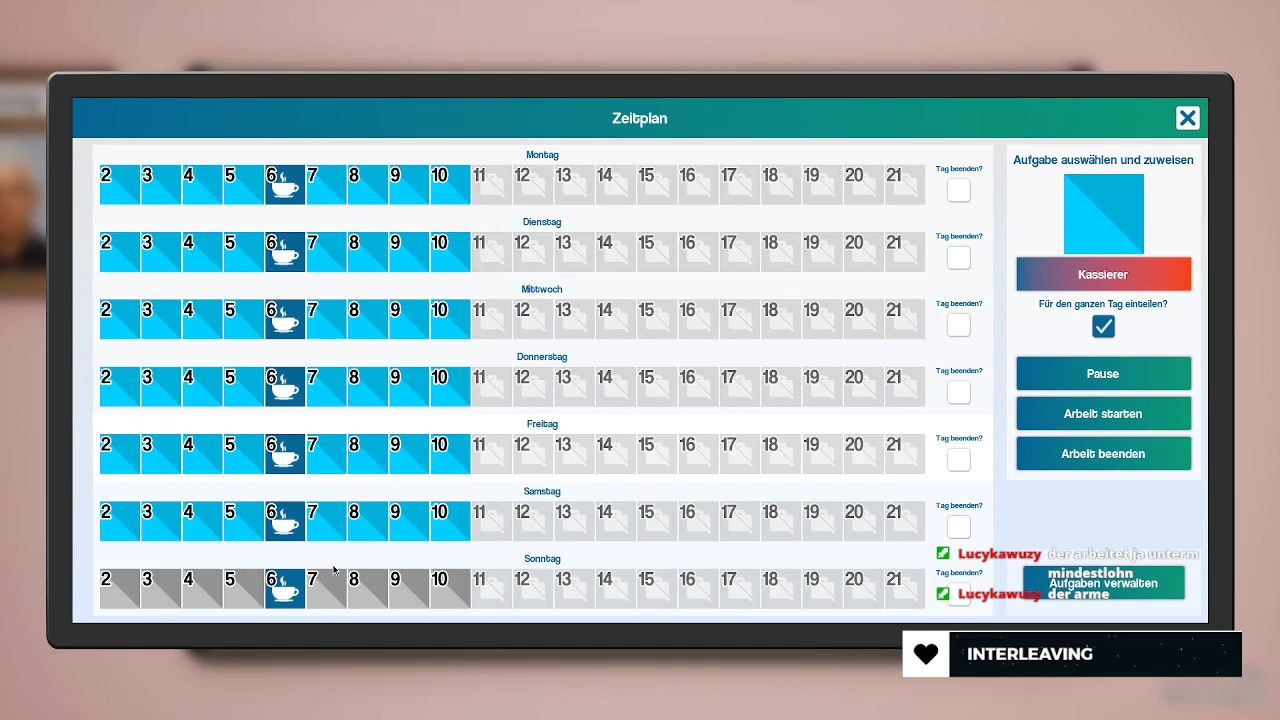 Zeitplan
Montag
2 3 4 5 6 7 8 9 10 11 12 13 14 15 16 17 18 19 20 21
Tag beenden?
Dienstag
2 3 4 5 6 7 8 9 10 11 12 13 14 15 16 17 18 19 20 21
Tag beenden?
Mittwoch
2 3 4 5 6 7 8 9 10 11 12 13 14 15 16 17 18 19 20 21
Tag beenden?
Donnerstag
2 3 4 5 6 7 8 9 10 11 12 13 14 15 16 17 18 19 20 21
Tag beenden?
Freitag
2 3 4 5 6 7 8 9 10 11 12 13 14 15 16 17 18 19 20 21
Tag beenden?
Samstag
2 3 4 5 6 7 8 9 10 11 12 13 14 15 16 17 18 19 20 21
Tag beenden?
Sonntag
2 3 4 5 6 7 8 9 10 11 12 13 14 15 16 17 18 19 20 21
Tag beenden?
Aufgabe auswählen und zuweisen
Kassierer
Für den ganzen Tag einteilen?
Pause
Arbeit starten
Arbeit beenden
Aufgaben verwalten
Lucykawuzy der arbeitet ja unterm
mindestlohn
Lucykawuzy der arme
INTERLEAVING